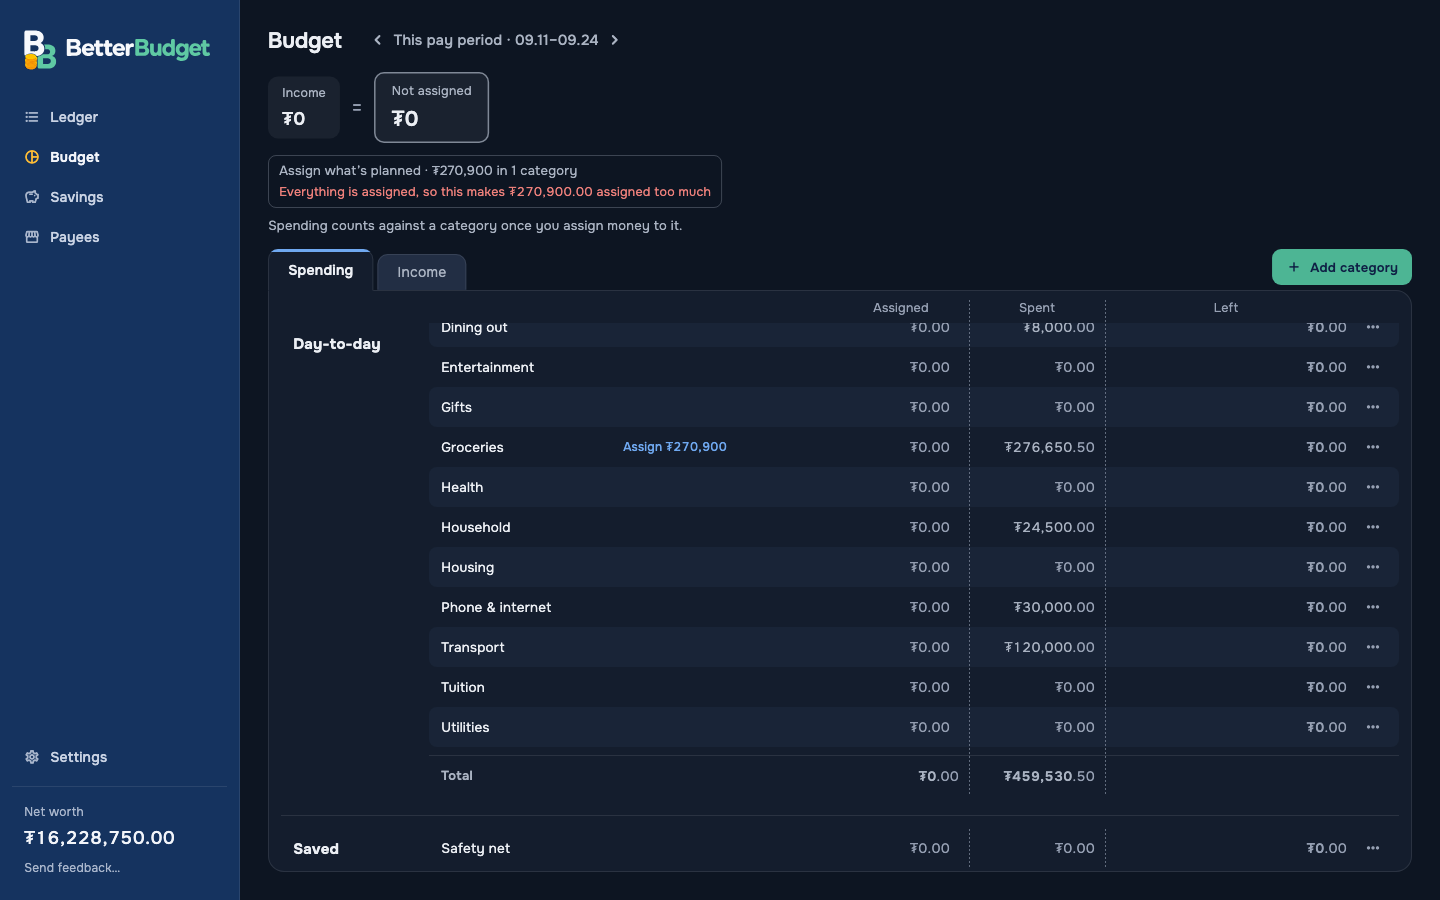 BetterBudget
Ledger
Budget
Savings
Payees
Settings
Net worth
₮16,228,750.00
Send feedback...
Budget
This pay period · 09.11–09.24
Income
₮0
=
Not assigned
₮0
Assign what's planned · ₮270,900 in 1 category
Everything is assigned, so this makes ₮270,900.00 assigned too much
Spending counts against a category once you assign money to it.
Spending
Income
+ Add category
Assigned Spent Left
Day-to-day
Dining out ₮0.00 ₮8,000.00 ₮0.00
Entertainment ₮0.00 ₮0.00 ₮0.00
Gifts ₮0.00 ₮0.00 ₮0.00
Groceries Assign ₮270,900 ₮0.00 ₮276,650.50 ₮0.00
Health ₮0.00 ₮0.00 ₮0.00
Household ₮0.00 ₮24,500.00 ₮0.00
Housing ₮0.00 ₮0.00 ₮0.00
Phone & internet ₮0.00 ₮30,000.00 ₮0.00
Transport ₮0.00 ₮120,000.00 ₮0.00
Tuition ₮0.00 ₮0.00 ₮0.00
Utilities ₮0.00 ₮0.00 ₮0.00
Total ₮0.00 ₮459,530.50
Saved
Safety net ₮0.00 ₮0.00 ₮0.00